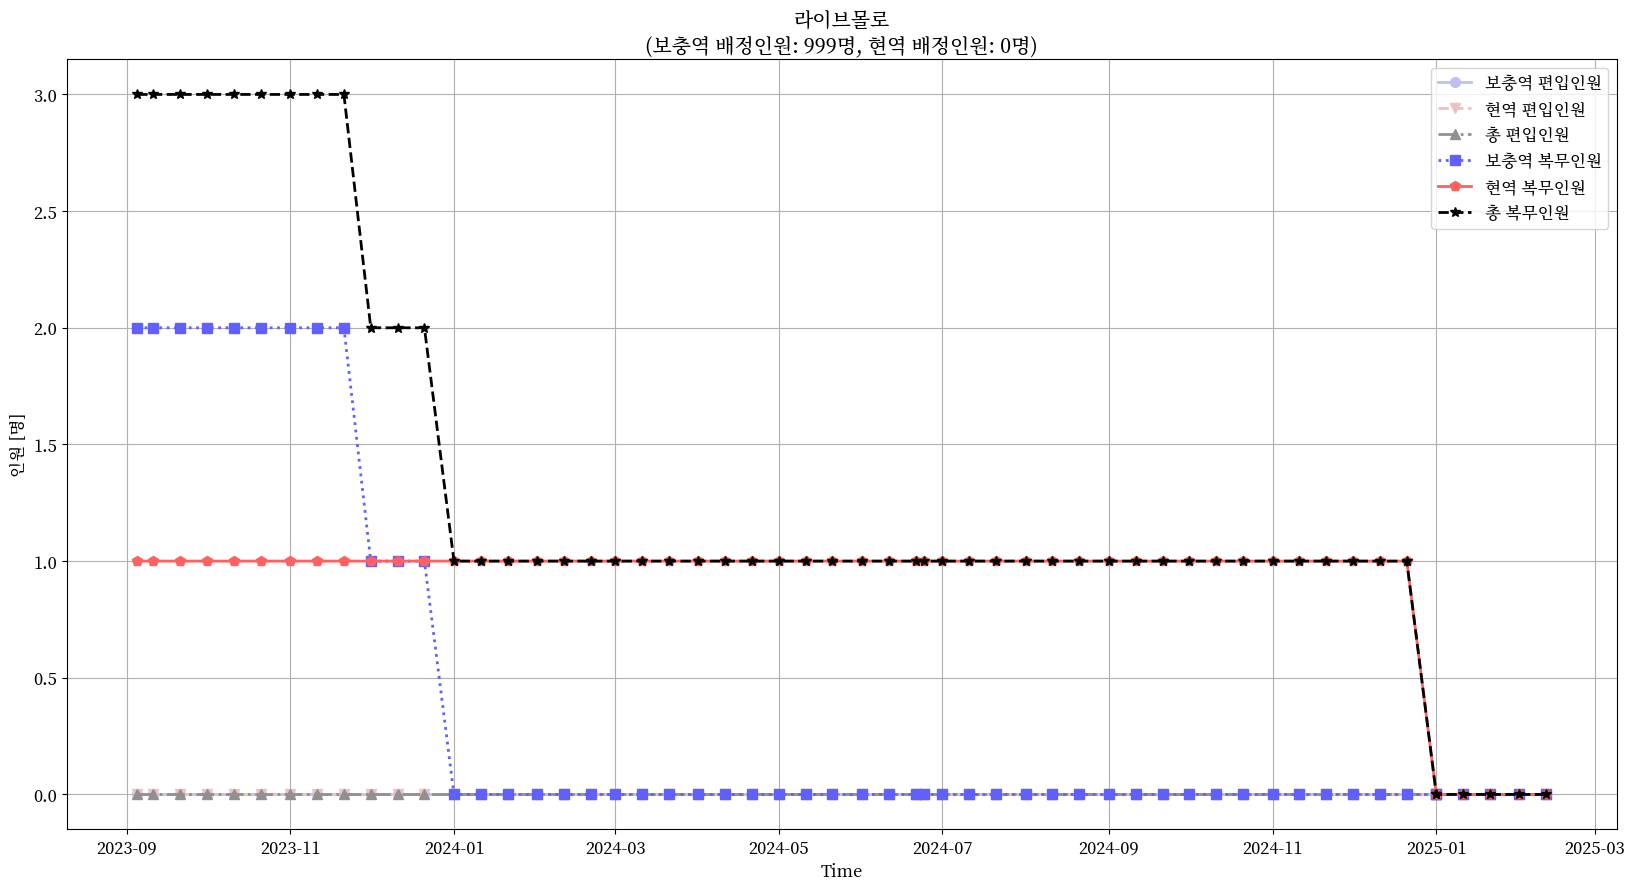 라이브몰로
(보충역 배정인원: 999명, 현역 배정인원: 0명)
보충역 편입인원
현역 편입인원
총 편입인원
보충역 복무인원
현역 복무인원
총 복무인원
인원 [명]
3.0
2.5
2.0
1.5
1.0
0.5
0.0
2023-09
2023-11
2024-01
2024-03
2024-05
2024-07
2024-09
2024-11
2025-01
2025-03
Time